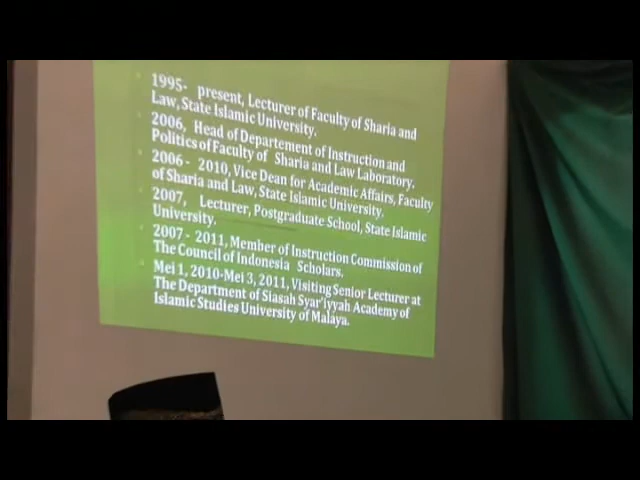 1995- present, Lecturer of Faculty of Sharia and
Law, State Islamic University.
2006, Head of Departement of Instruction and
Politics of Faculty of Sharia and Law Laboratory.
2006 - 2010, Vice Dean for Academic Affairs, Faculty
of Sharia and Law, State Islamic University.
2007, Lecturer, Postgraduate School, State Islamic
University.
2007 - 2011, Member of Instruction Commission of
The Council of Indonesia Scholars.
Mei 1, 2010-Mei 3, 2011, Visiting Senior Lecturer at
The Department of Siasah Syar'iyyah Academy of
Islamic Studies University of Malaya.